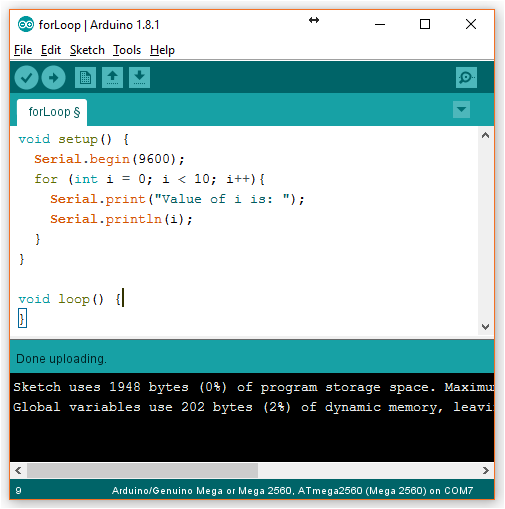 forLoop | Arduino 1.8.1
File Edit Sketch Tools Help
forLoop §
void setup() {
  Serial.begin(9600);
  for (int i = 0; i < 10; i++){
    Serial.print("Value of i is: ");
    Serial.println(i);
  }
}
void loop() {
}
Done uploading.
Sketch uses 1948 bytes (0%) of program storage space. Maximu
Global variables use 202 bytes (2%) of dynamic memory, leavi
9 Arduino/Genuino Mega or Mega 2560, ATmega2560 (Mega 2560) on COM7